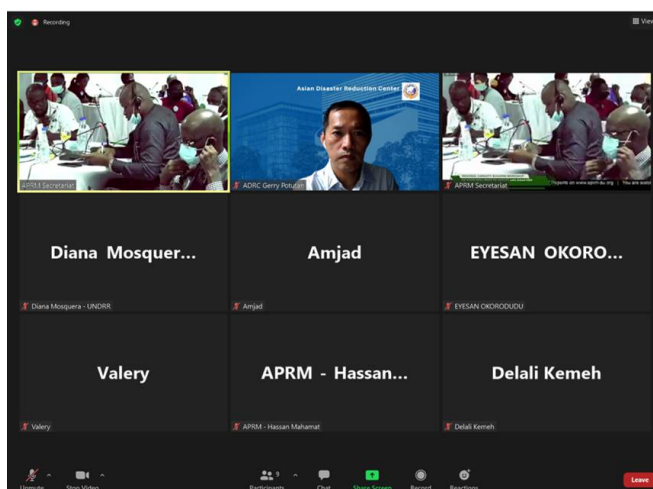 Recording
View
Asian Disaster Reduction Center
APRM Secretariat
ADRC Gerry Potutan
APRM Secretariat
Diana Mosquer...
Amjad
EYESAN OKORO...
Diana Mosquera - UNDRR
Amjad
EYESAN OKORODUDU
Valery
APRM - Hassan...
Delali Kemeh
Valery
APRM - Hassan Mahamat
Delali Kemeh
9
Unmute
Stop Video
Participants
Chat
Share Screen
Record
Reactions
Leave